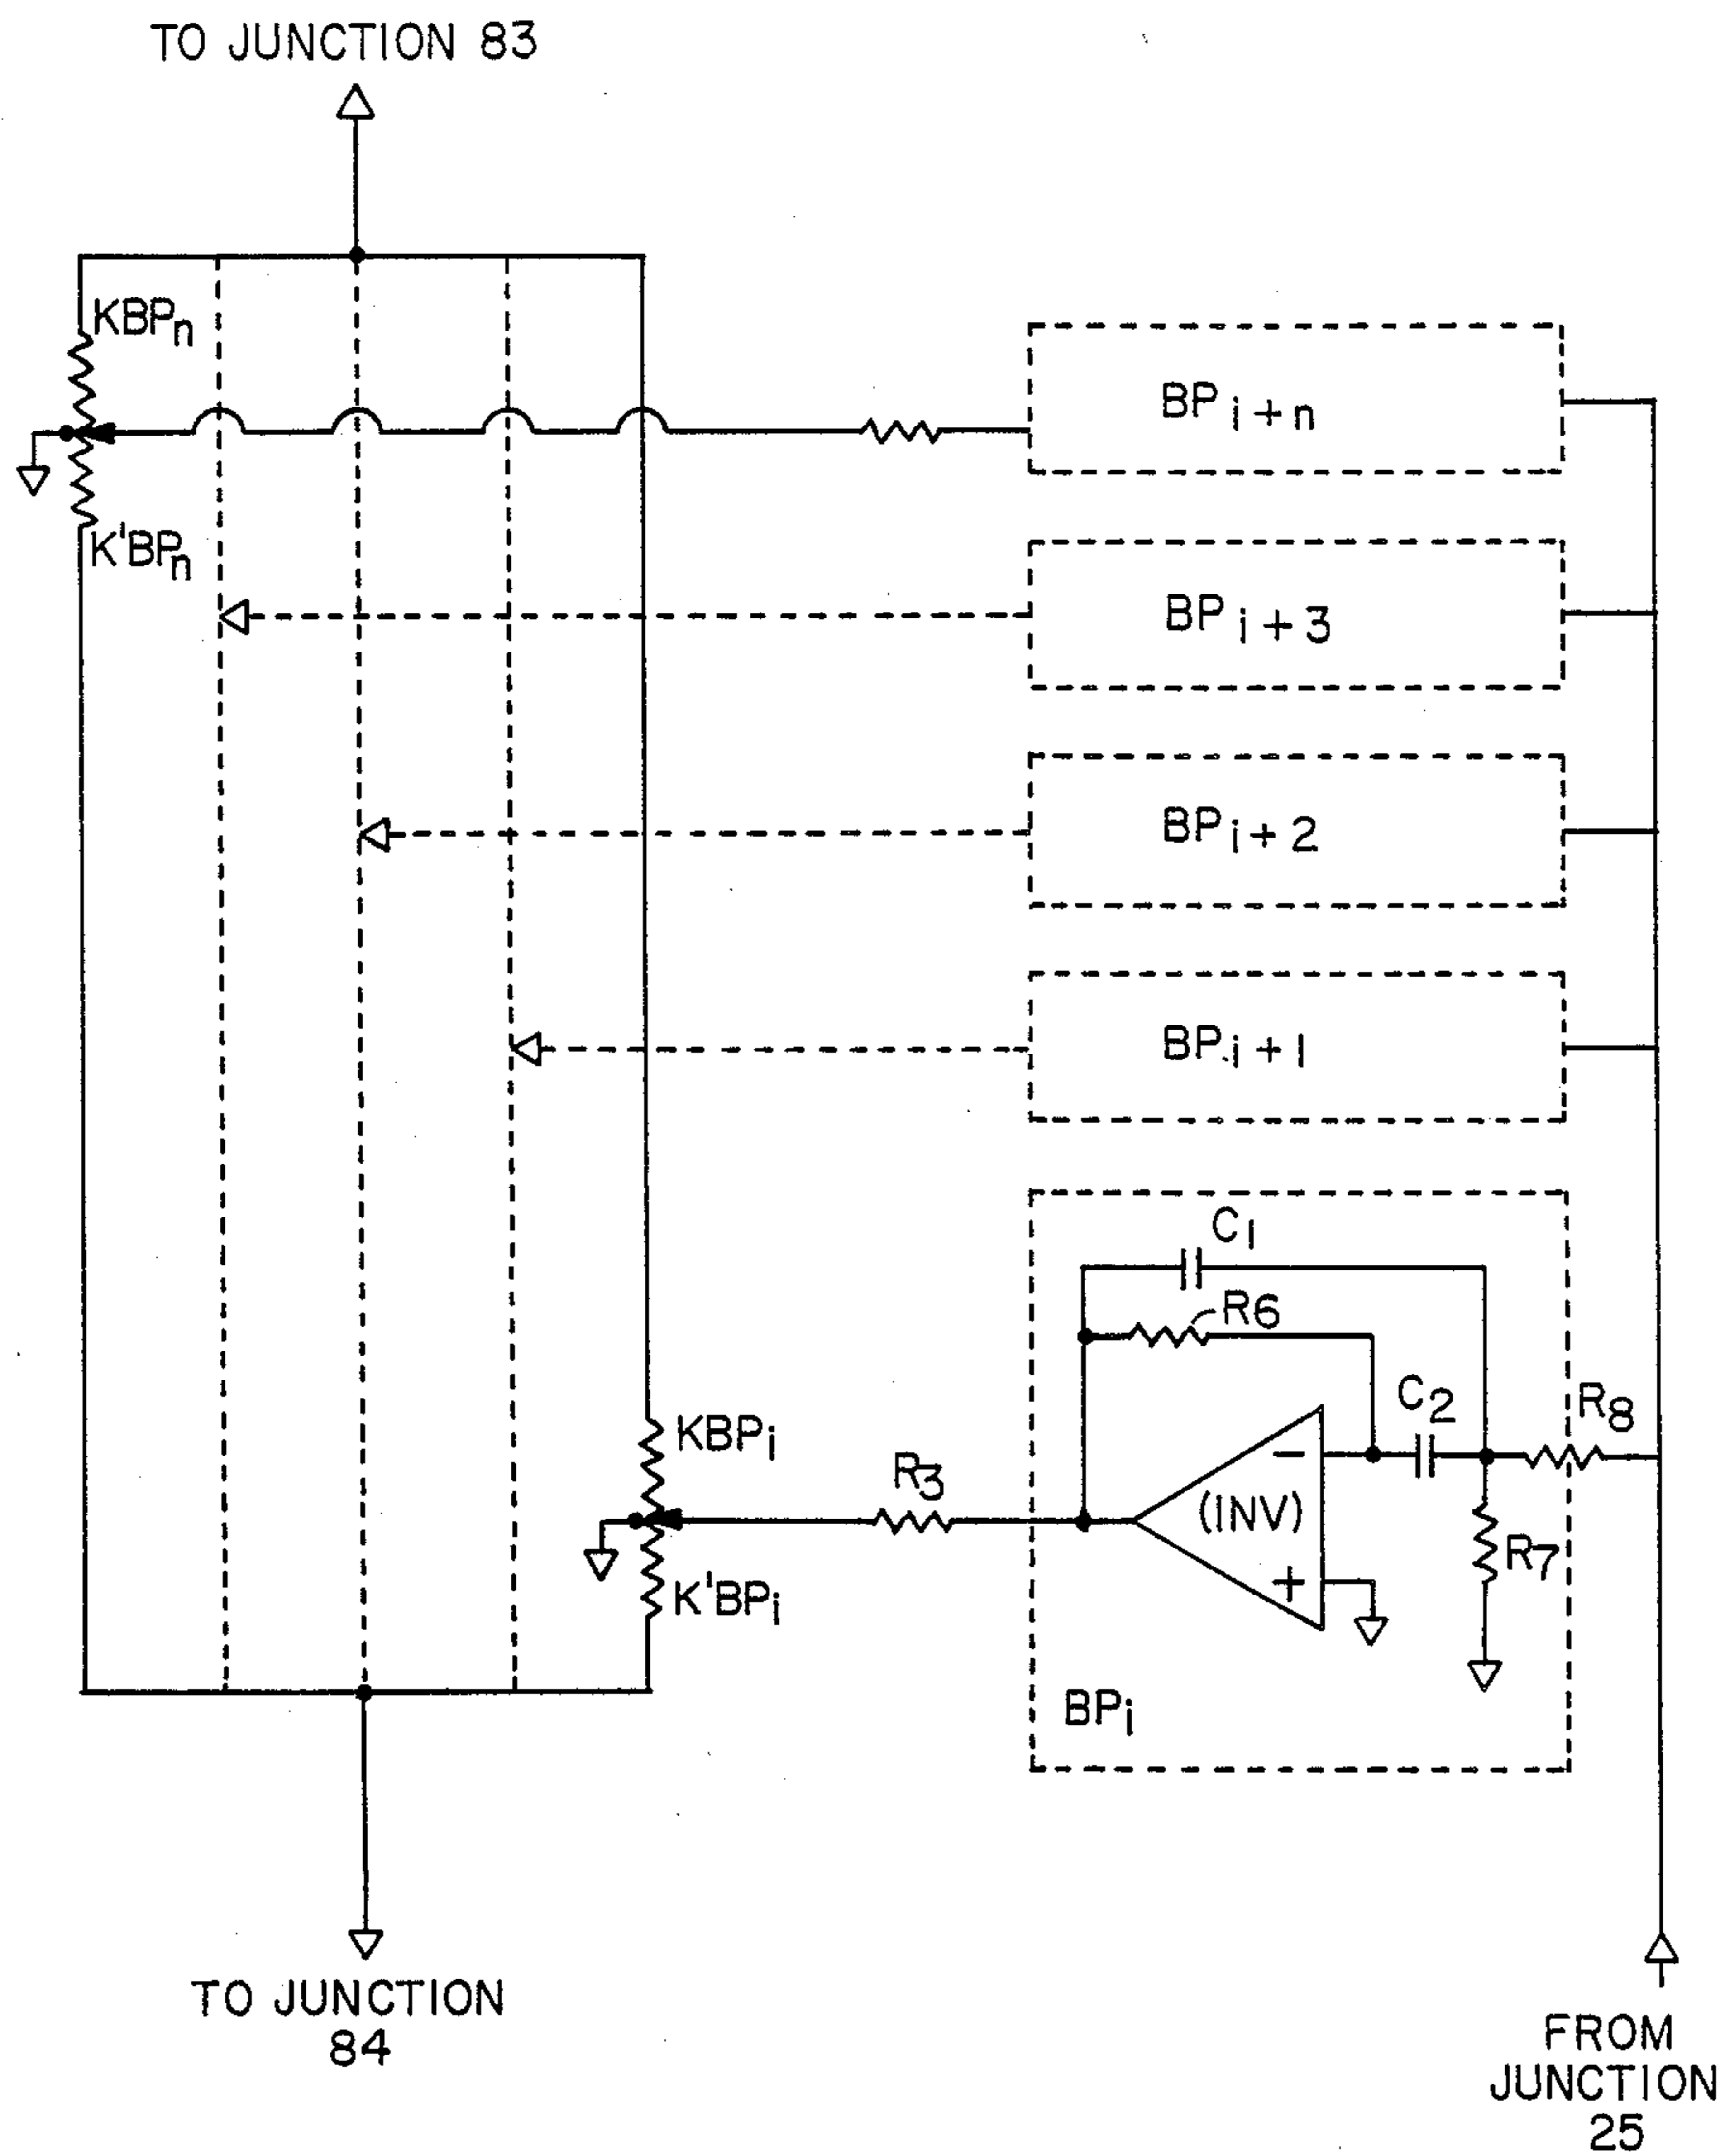 TO JUNCTION 83
KBPn
K'BPn
BP i + n
BP i + 3
BP i + 2
BP i + 1
C1
R6
C2
R8
KBPi
R3
−
(INV)
R7
+
K'BPi
BPi
TO JUNCTION
84
FROM
JUNCTION
25